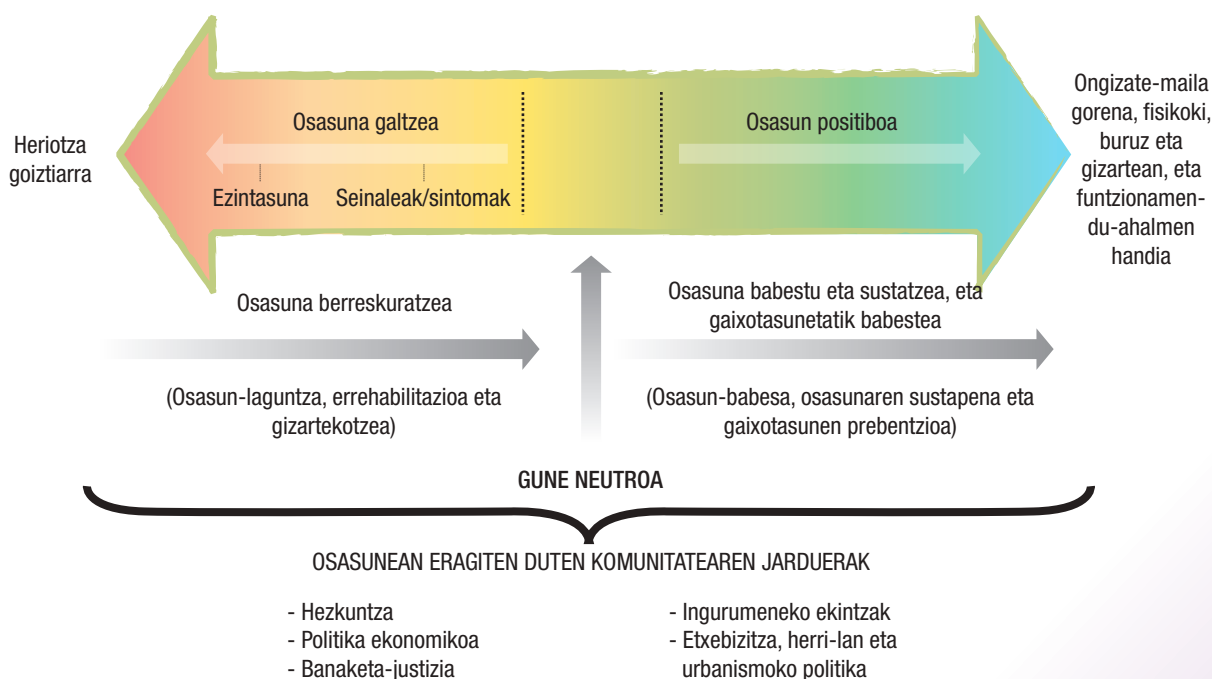 Heriotza
goiztiarra
Osasuna galtzea
Ezintasuna
Seinaleak/sintomak
Osasun positiboa
Ongizate-maila
gorena, fisikoki,
buruz eta
gizartean, eta
funtzionamen-
du-ahalmen
handia
Osasuna berreskuratzea
(Osasun-laguntza, errehabilitazioa eta
gizartekotzea)
Osasuna babestu eta sustatzea, eta
gaixotasunetatik babestea
(Osasun-babesa, osasunaren sustapena eta
gaixotasunen prebentzioa)
GUNE NEUTROA
OSASUNEAN ERAGITEN DUTEN KOMUNITATEAREN JARDUERAK
- Hezkuntza
- Politika ekonomikoa
- Banaketa-justizia
- Ingurumeneko ekintzak
- Etxebizitza, herri-lan eta
urbanismoko politika